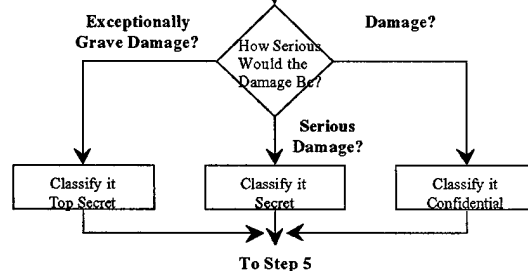 Exceptionally
Grave Damage?
Damage?
How Serious
Would the
Damage Be?
Serious
Damage?
Classify it
Top Secret
Classify it
Secret
Classify it
Confidential
To Step 5